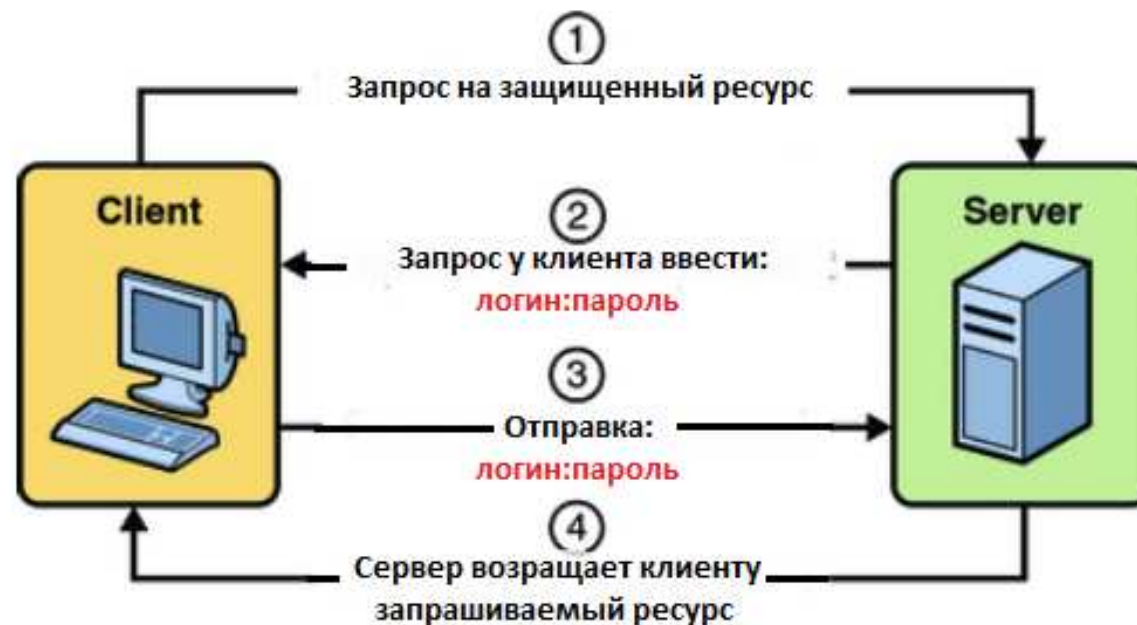 1
Запрос на защищенный ресурс
Client
Server
2
Запрос у клиента ввести:
логин:пароль
3
Отправка:
логин:пароль
4
Сервер возращает клиенту
запрашиваемый ресурс